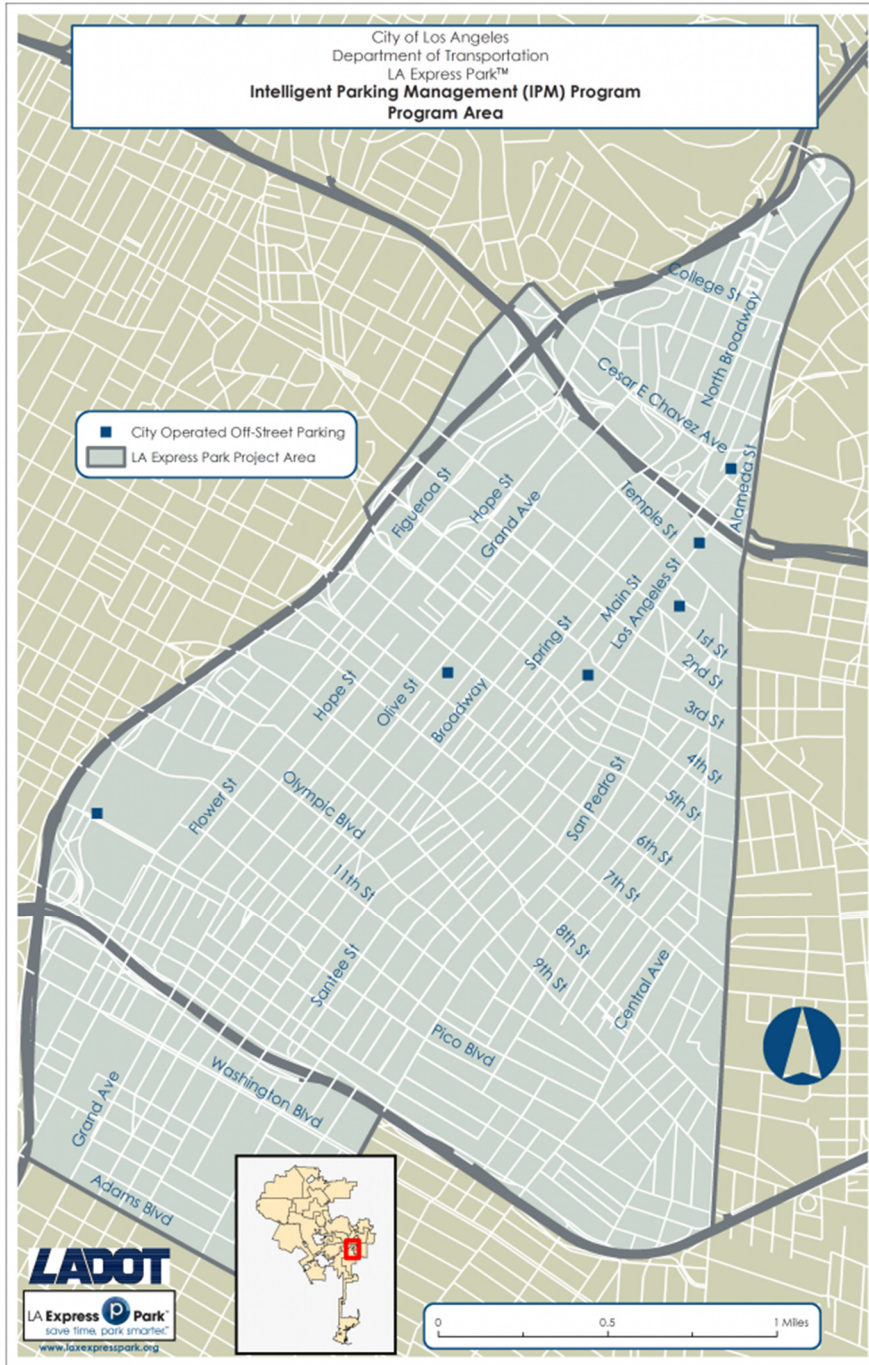 City of Los Angeles
Department of Transportation
LA Express Park™
Intelligent Parking Management (IPM) Program
Program Area
College St
North Broadway
Cesar E Chavez Ave
City Operated Off-Street Parking
LA Express Park Project Area
Alameda St
Figueroa St
Hope St
Grand Ave
Temple St
Main St
Los Angeles St
Spring St
1st St
2nd St
3rd St
Hope St
Olive St
Broadway
4th St
5th St
San Pedro St
6th St
7th St
Flower St
Olympic Blvd
11th St
8th St
9th St
Santee St
Central Ave
Pico Blvd
Washington Blvd
Grand Ave
Adams Blvd
LADOT
LA Express p Park™
save time, park smarter.™
www.laxexpresspark.org
0 0.5 1 Miles